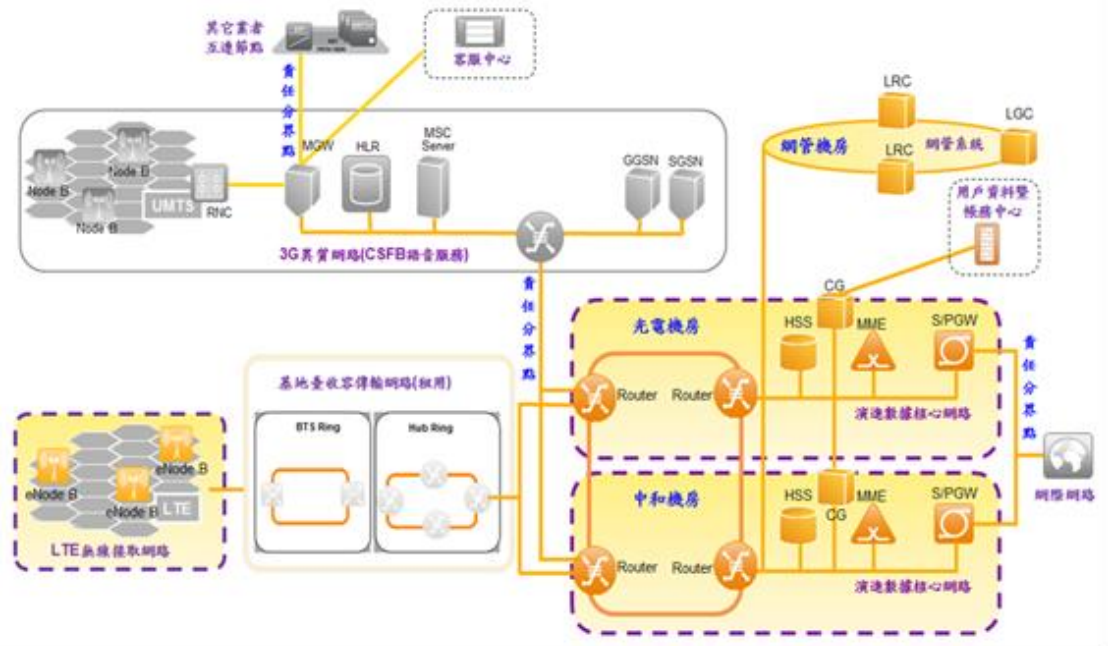 其它業者
互連節點
客服中心
責任分界點
MGW
HLR
MSC
Server
GGSN
SGSN
Node B
Node B
Node B
UMTS
RNC
3G異質網路(CSFB語音服務)
責任分界點
LRC
LGC
網管機房
LRC
網管系統
用戶資料暨
帳務中心
CG
光電機房
HSS
MME
S/PGW
Router
Router
演進數據核心網路
責任分界點
基地臺收容傳輸網路(租用)
BTS Ring
Hub Ring
eNode B
eNode B
eNode B
LTE
LTE無線接取網路
中和機房
HSS
CG
MME
S/PGW
Router
Router
演進數據核心網路
網際網路